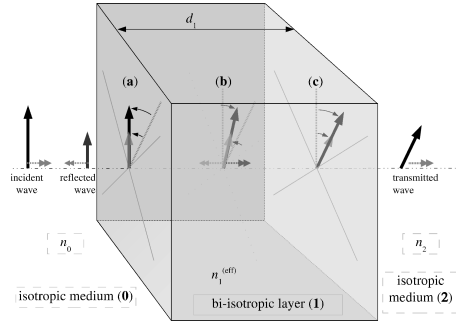 d₁
(a)
(b)
(c)
incident
wave
reflected
wave
transmitted
wave
n₀
n₂
n₁⁽ᵉᶠᶠ⁾
isotropic medium (0)
bi-isotropic layer (1)
isotropic
medium (2)